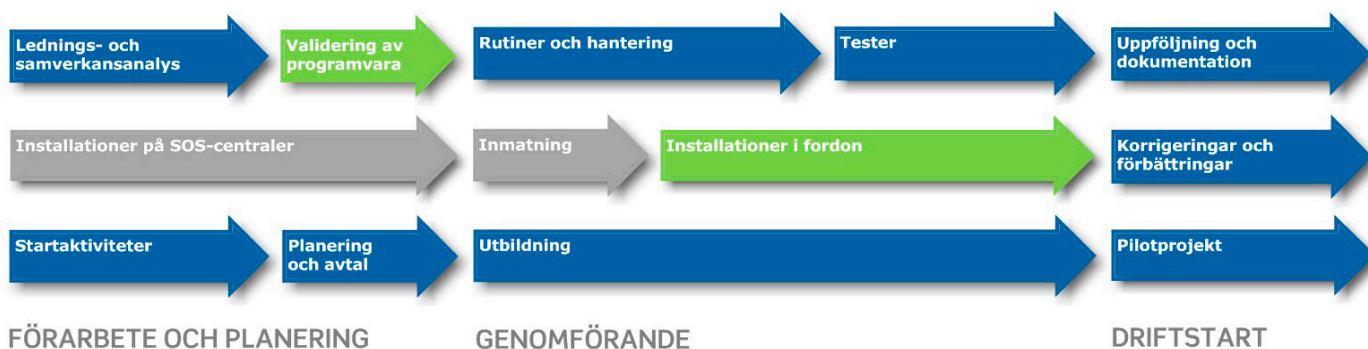 Lednings- och
samverkansanalys
Validering av
programvara
Rutiner och hantering
Tester
Uppföljning och
dokumentation
Installationer på SOS-centraler
Inmatning
Installationer i fordon
Korrigeringar och
förbättringar
Startaktiviteter
Planering
och avtal
Utbildning
Pilotprojekt
FÖRARBETE OCH PLANERING
GENOMFÖRANDE
DRIFTSTART